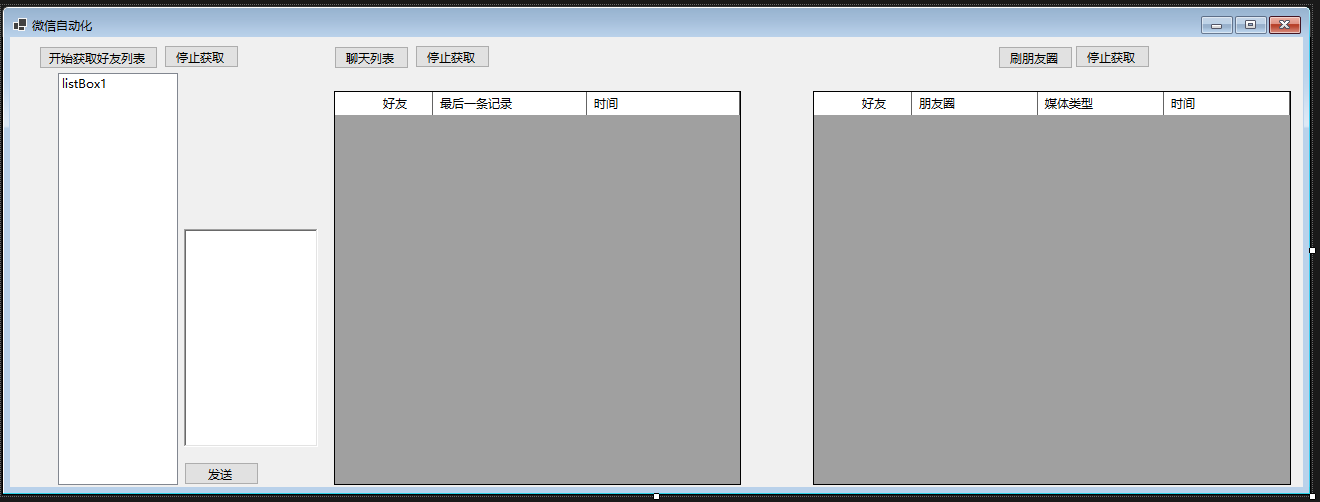 微信自动化
开始获取好友列表 停止获取 聊天列表 停止获取 刷朋友圈 停止获取
listBox1
好友 最后一条记录 时间 好友 朋友圈 媒体类型 时间
发送